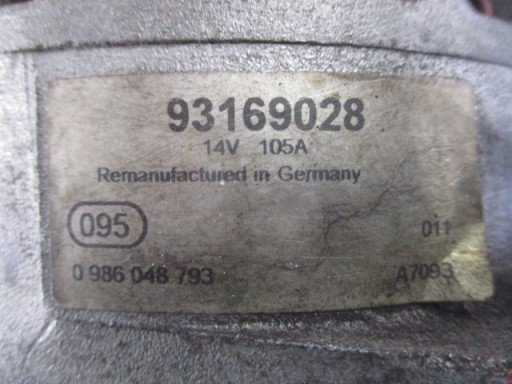 93169028
14V 105A
Remanufactured in Germany
095 011
0 986 048 793 A7093